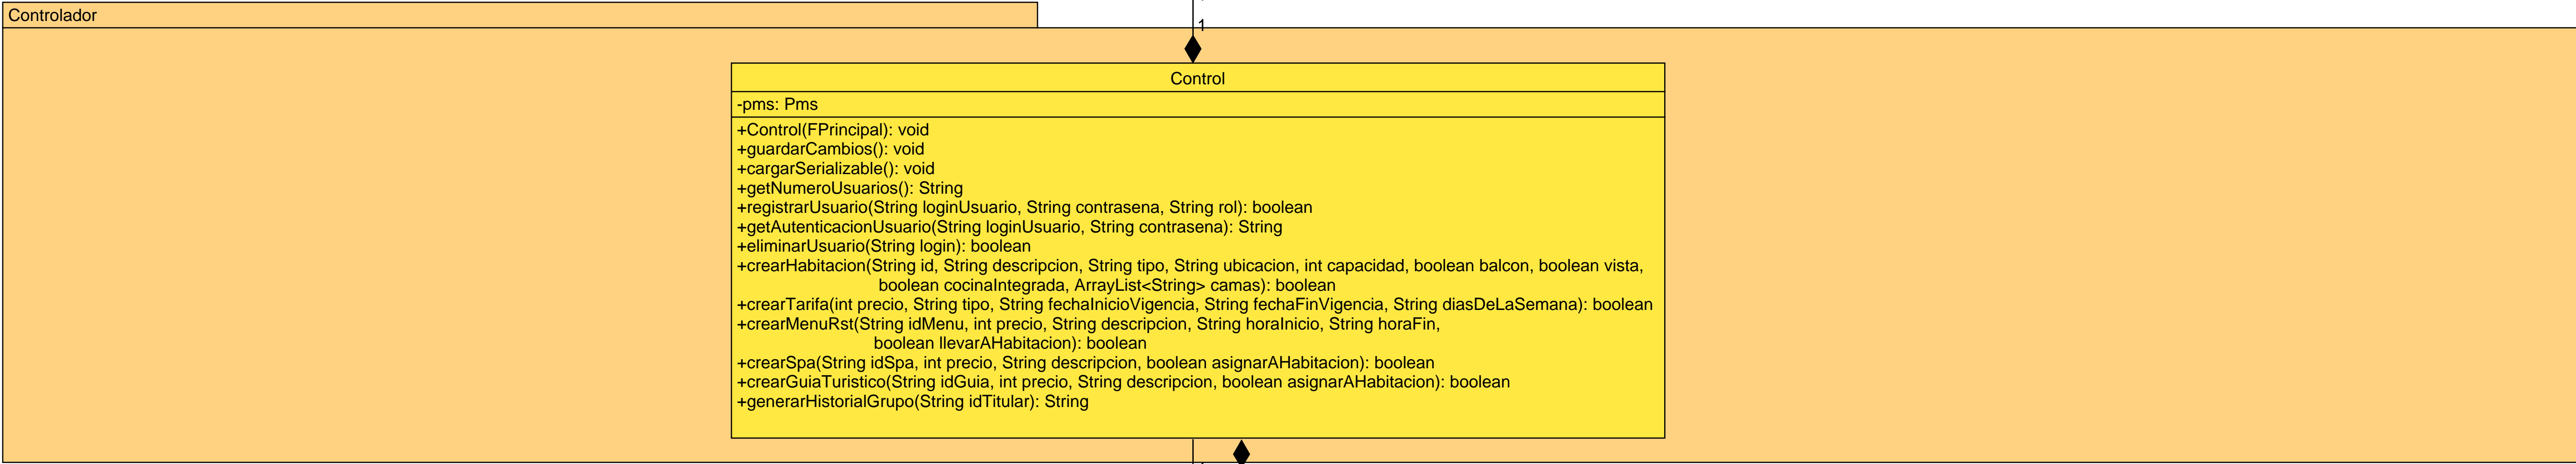 Controlador
1
Control
-pms: Pms
+Control(FPrincipal): void
+guardarCambios(): void
+cargarSerializable(): void
+getNumeroUsuarios(): String
+registrarUsuario(String loginUsuario, String contrasena, String rol): boolean
+getAutenticacionUsuario(String loginUsuario, String contrasena): String
+eliminarUsuario(String login): boolean
+crearHabitacion(String id, String descripcion, String tipo, String ubicacion, int capacidad, boolean balcon, boolean vista,
boolean cocinaIntegrada, ArrayList<String> camas): boolean
+crearTarifa(int precio, String tipo, String fechaInicioVigencia, String fechaFinVigencia, String diasDeLaSemana): boolean
+crearMenuRst(String idMenu, int precio, String descripcion, String horaInicio, String horaFin,
boolean llevarAHabitacion): boolean
+crearSpa(String idSpa, int precio, String descripcion, boolean asignarAHabitacion): boolean
+crearGuiaTuristico(String idGuia, int precio, String descripcion, boolean asignarAHabitacion): boolean
+generarHistorialGrupo(String idTitular): String